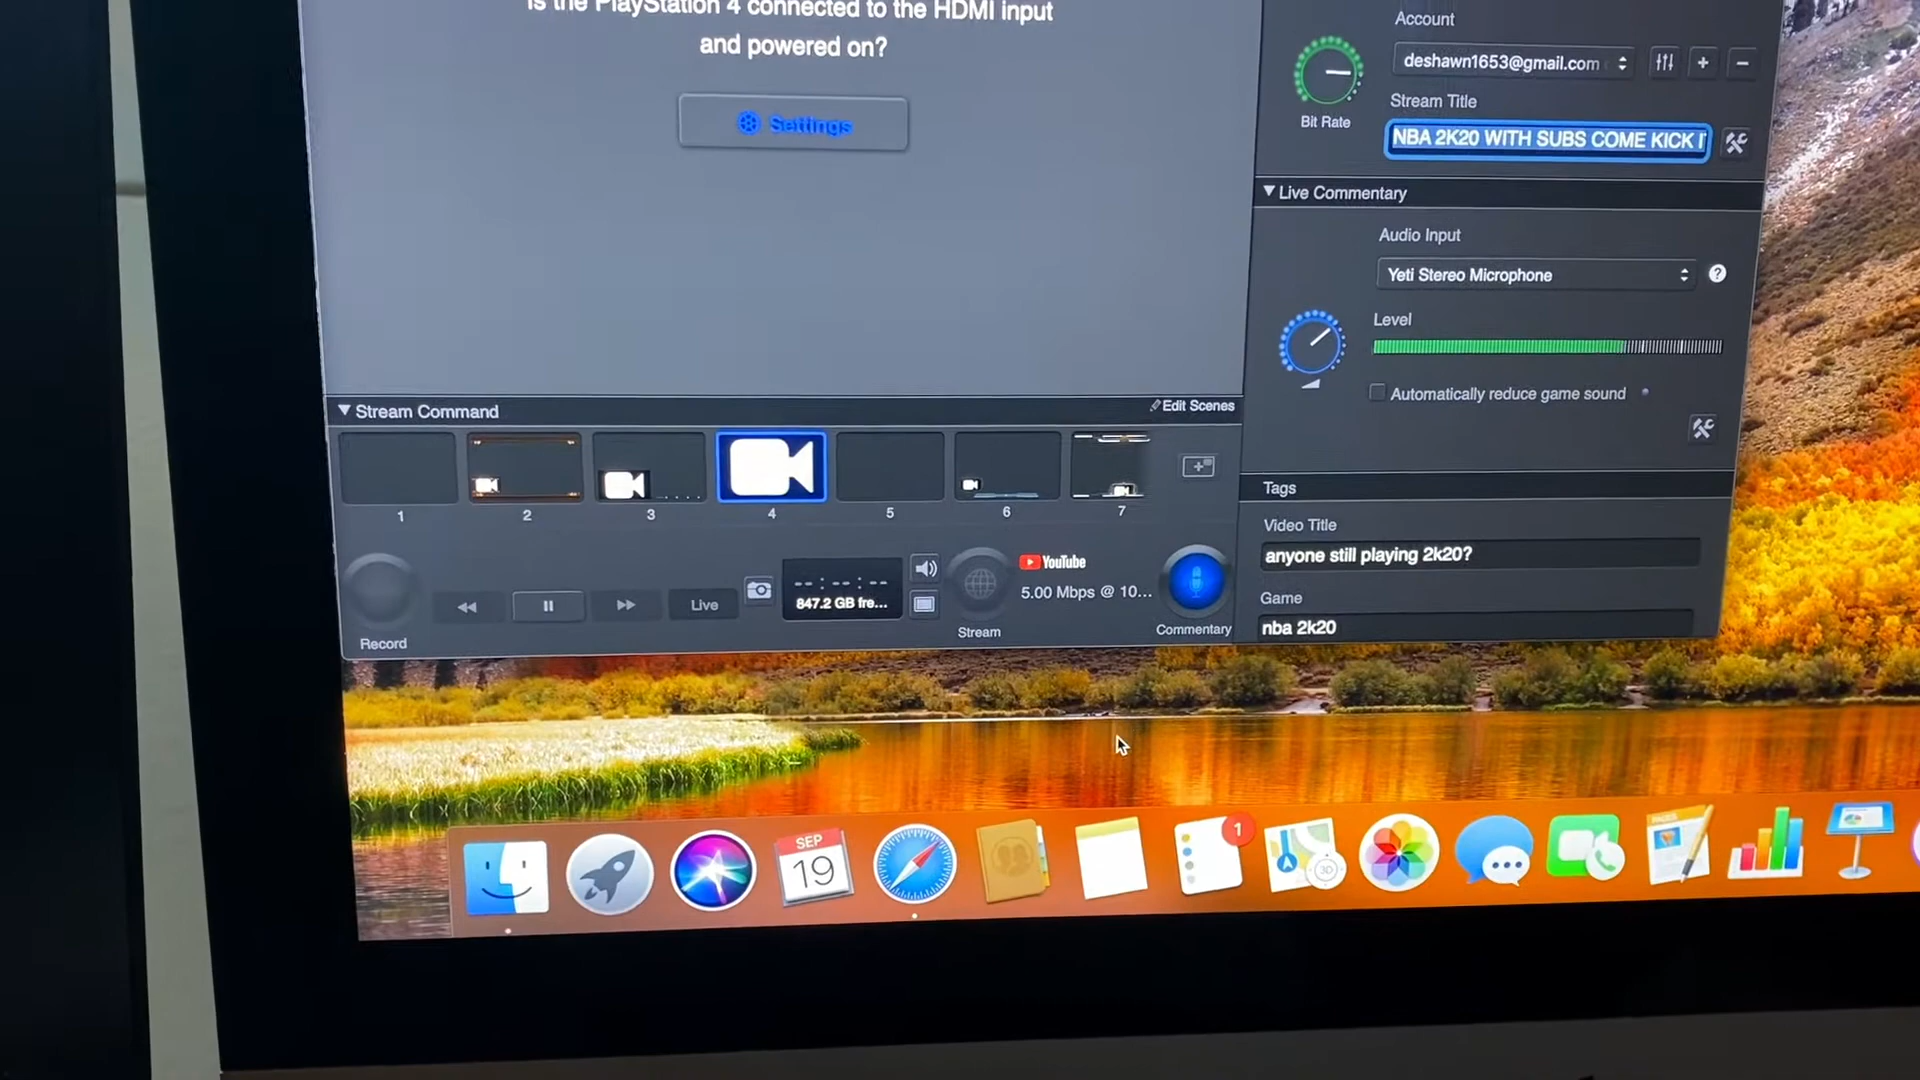 Is the PlayStation 4 connected to the HDMI input
and powered on?
Settings
Account
deshawn1653@gmail.com
Bit Rate
Stream Title
NBA 2K20 WITH SUBS COME KICK
Live Commentary
Audio Input
Yeti Stereo Microphone
?
Level
Automatically reduce game sound
Stream Command
Edit Scenes
1
2
3
4
5
6
7
Tags
Video Title
anyone still playing 2k20?
Game
nba 2k20
Record
Live
-- : -- : --
847.2 GB fre...
Stream
YouTube
5.00 Mbps @ 10...
Commentary
SEP
19
1
3D
PAGES